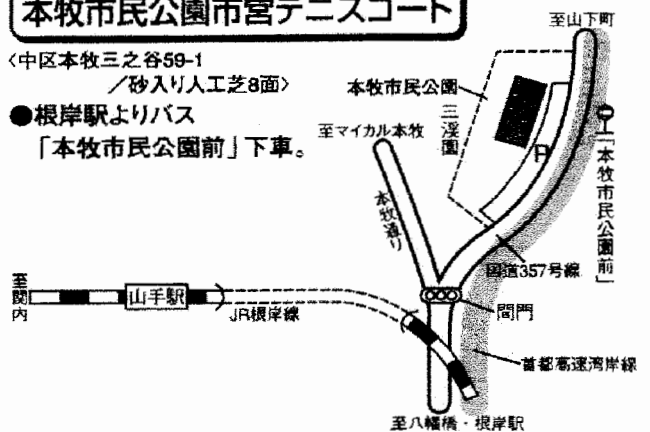 本牧市民公園市営テニスコート
〈中区本牧三之谷59-1
／砂入り人工芝8面〉
●根岸駅よりバス
「本牧市民公園前」下車。
至山下町
本牧市民公園
三渓園
至マイカル本牧
P
「本牧市民公園前」
本牧通り
国道357号線
至関内
山手駅
JR根岸線
間門
首都高速湾岸線
至八幡橋・根岸駅